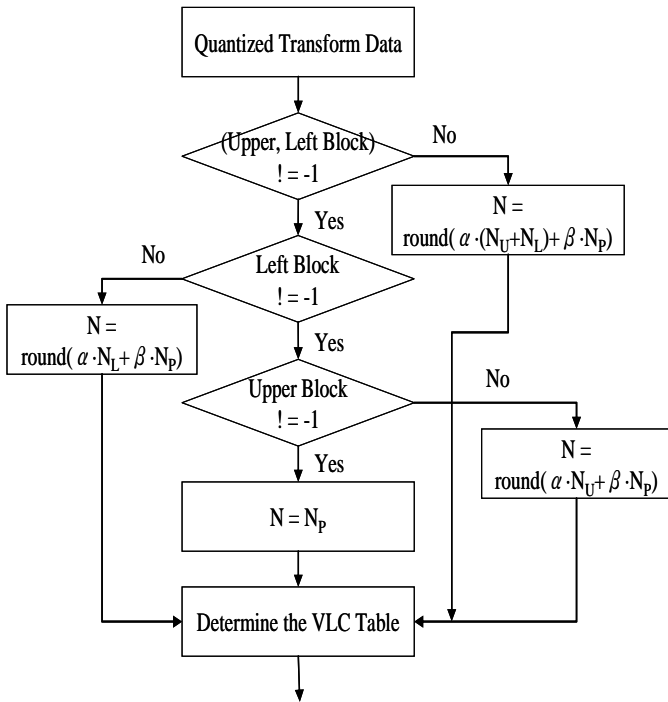 Quantized Transform Data
(Upper, Left Block)
! = -1
No
Yes
N =
round( α·(N_U+N_L)+ β·N_P)
Left Block
! = -1
No
Yes
N =
round( α·N_L+ β·N_P)
Upper Block
! = -1
No
Yes
N =
round( α·N_U+ β·N_P)
N = N_P
Determine the VLC Table